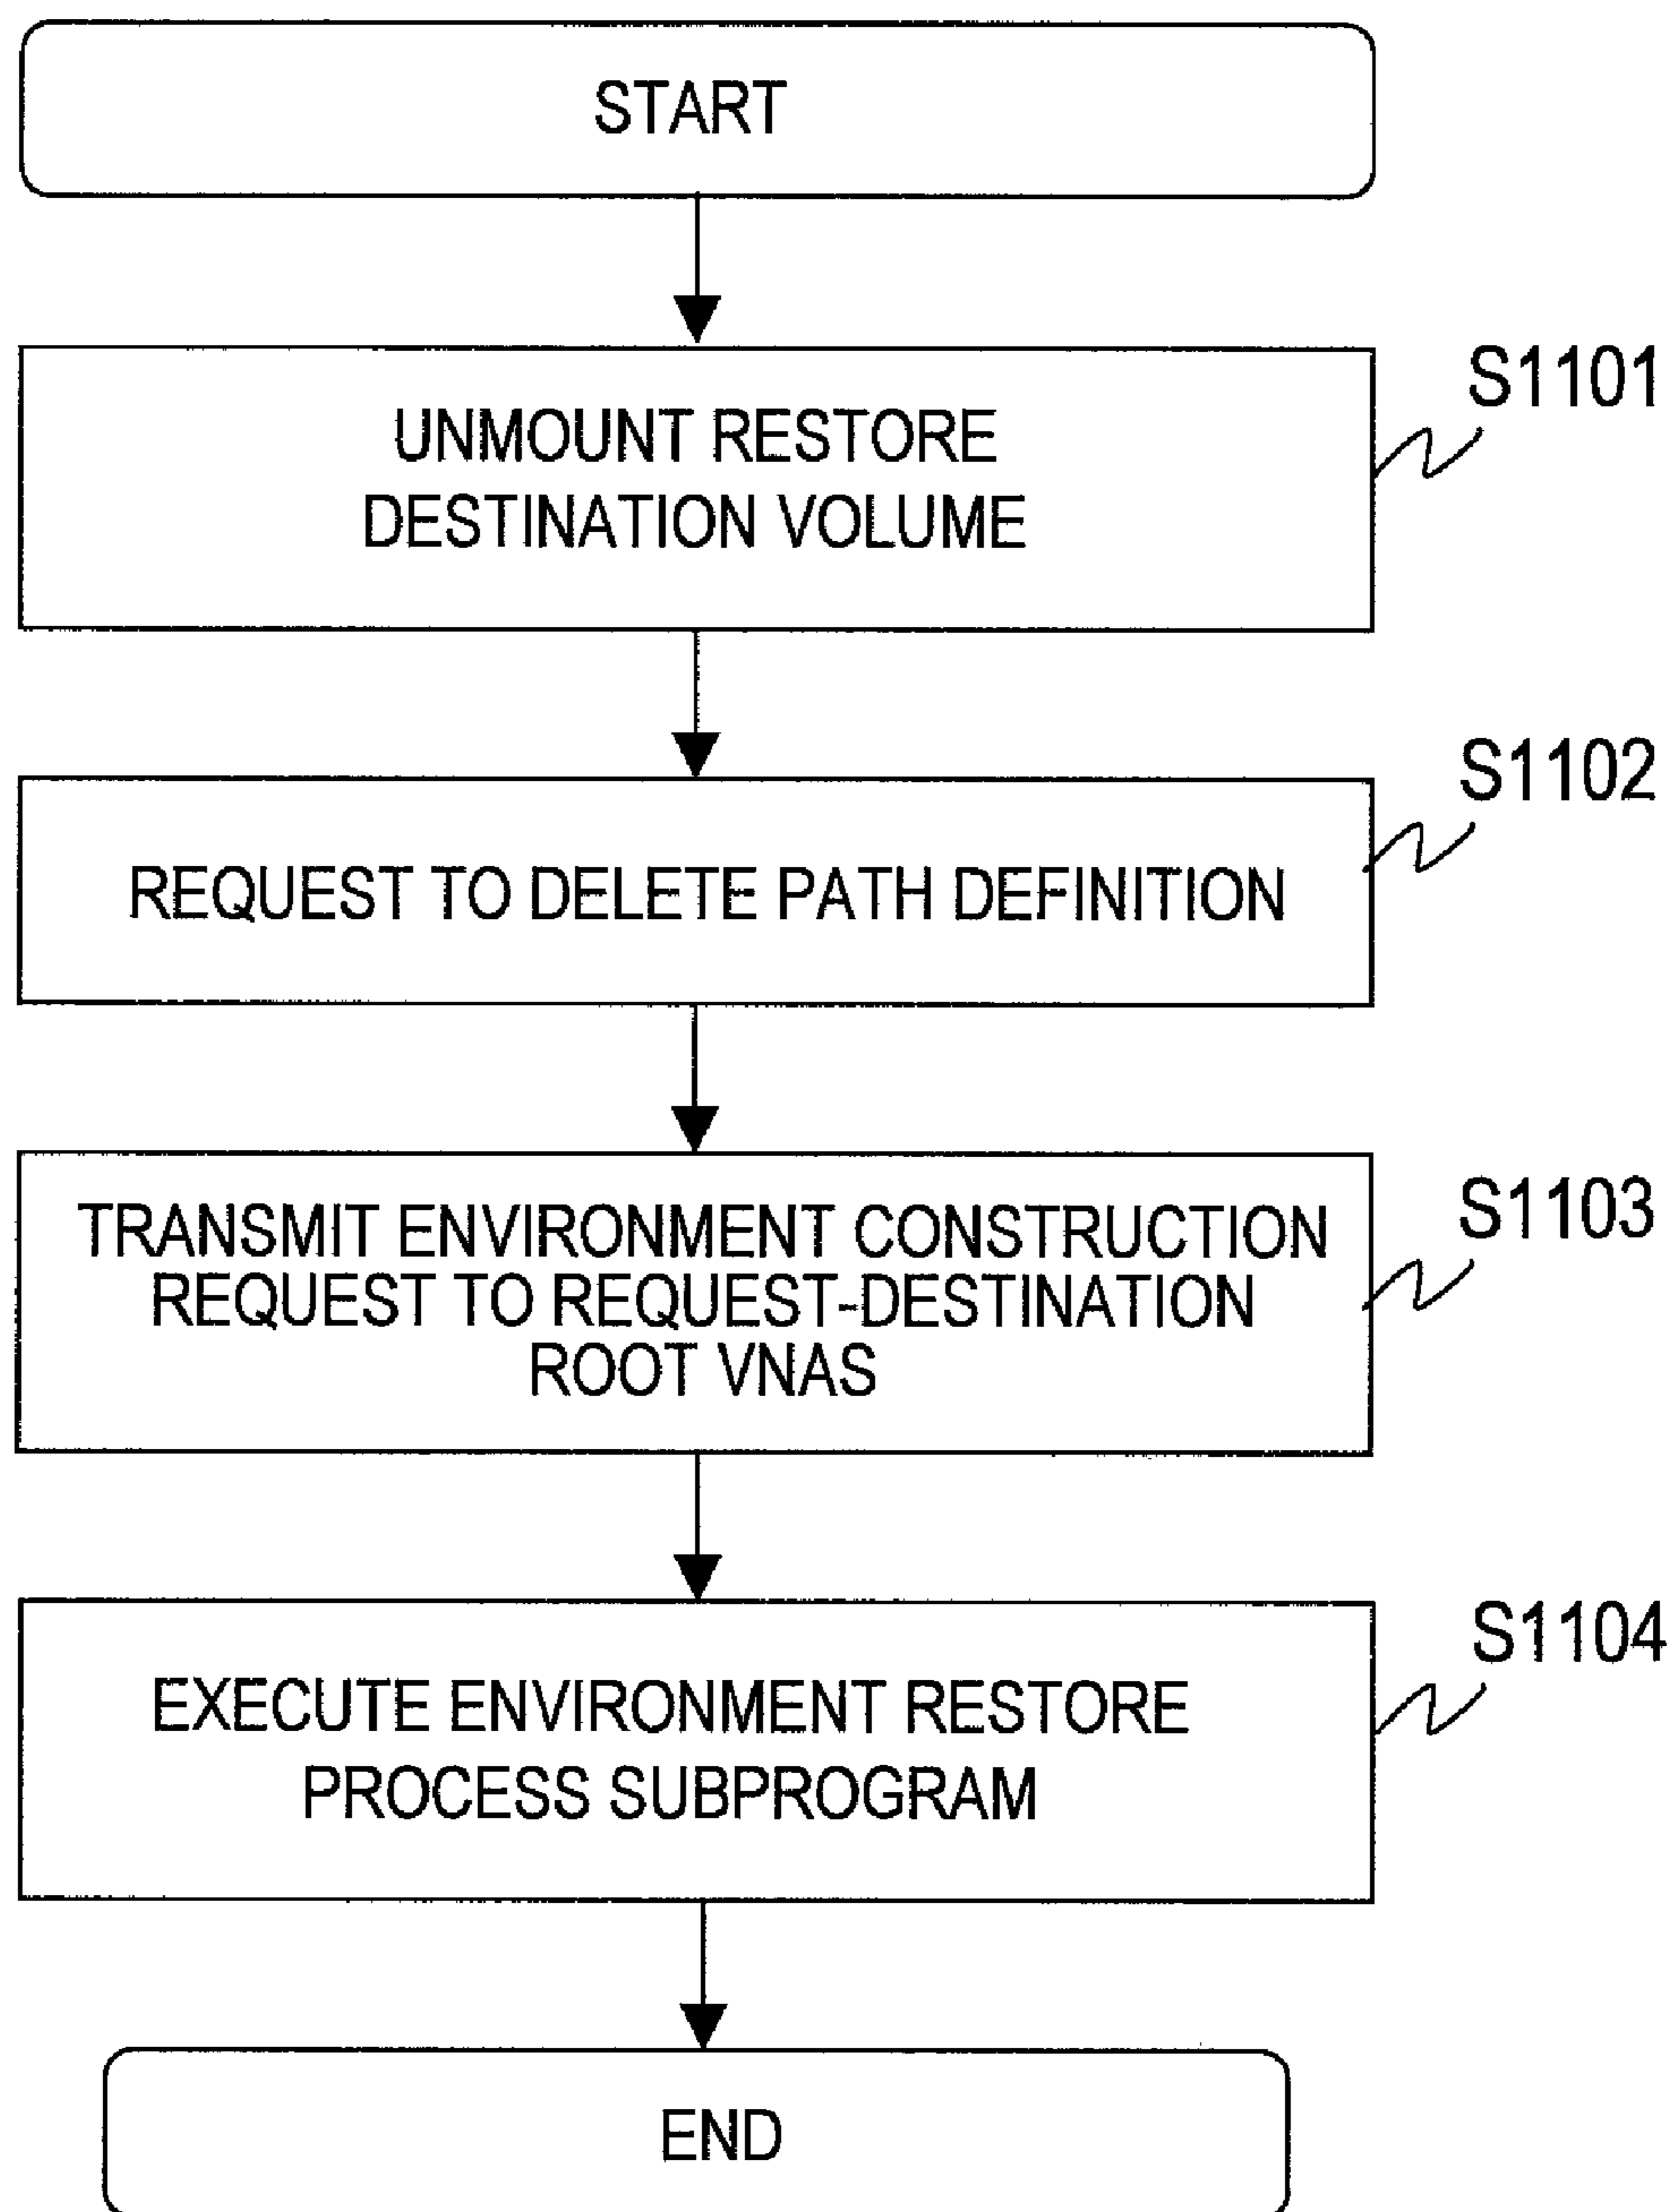 START
S1101
UNMOUNT RESTORE
DESTINATION VOLUME
S1102
REQUEST TO DELETE PATH DEFINITION
S1103
TRANSMIT ENVIRONMENT CONSTRUCTION
REQUEST TO REQUEST-DESTINATION
ROOT VNAS
S1104
EXECUTE ENVIRONMENT RESTORE
PROCESS SUBPROGRAM
END